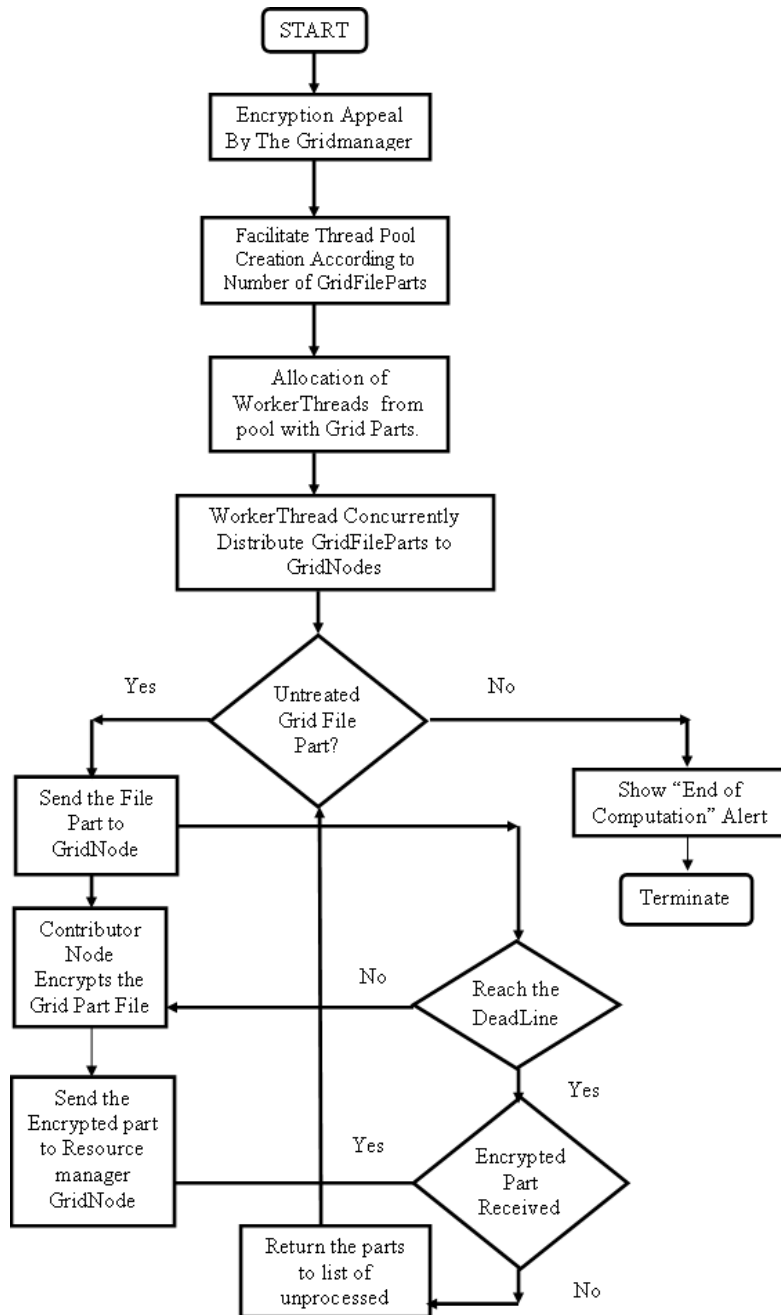 START
Encryption Appeal
By The Gridmanager
Facilitate Thread Pool
Creation According to
Number of GridFileParts
Allocation of
WorkerThreads from
pool with Grid Parts.
WorkerThread Concurrently
Distribute GridFileParts to
GridNodes
Yes
No
Untreated
Grid File
Part?
Send the File
Part to
GridNode
Show “End of
Computation” Alert
Terminate
Contributor
Node
Encrypts the
Grid Part File
No
Reach the
DeadLine
Yes
Send the
Encrypted part
to Resource
manager
GridNode
Yes
Encrypted
Part
Received
Return the parts
to list of
unprocessed
No